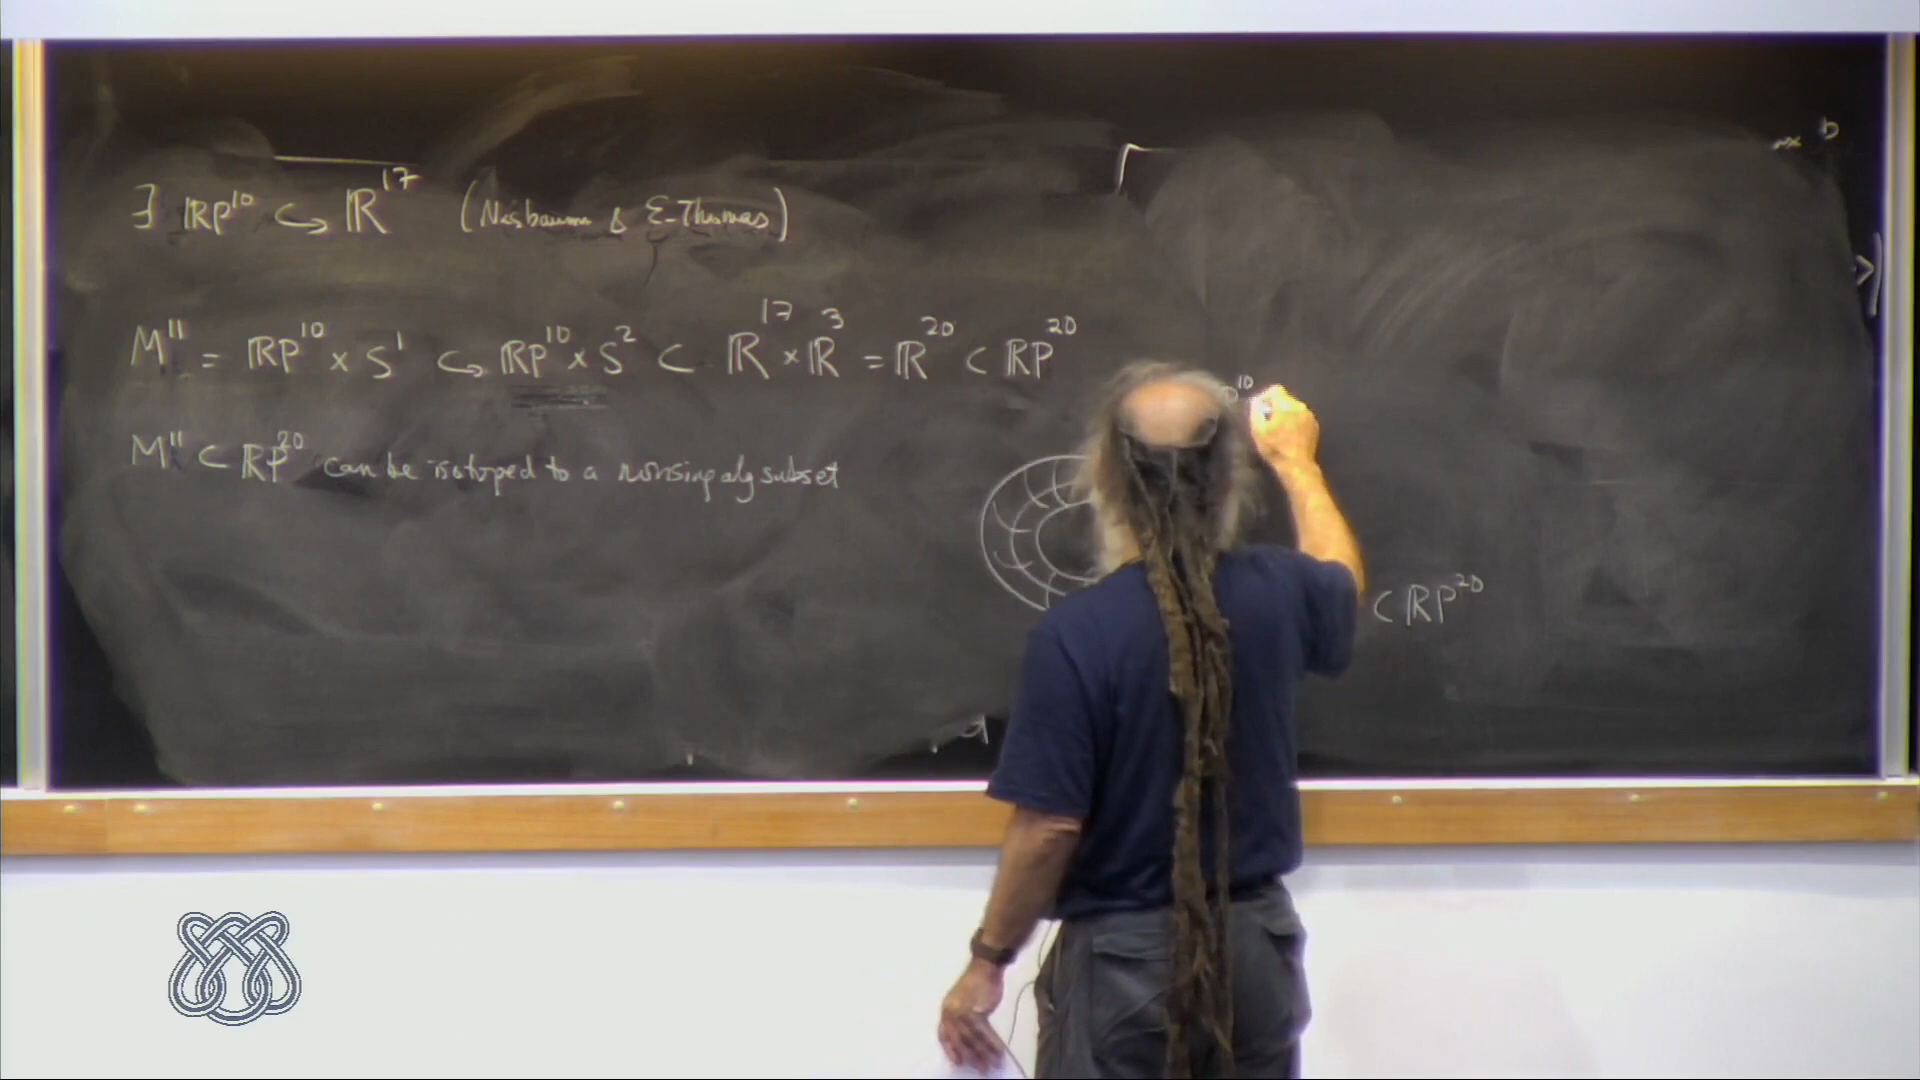 ∃ ℝP¹⁰ ↪ ℝ¹⁷ (Nusbaum & E-Thomas)
M¹¹ = ℝP¹⁰ × S¹ ↪ ℝP¹⁰ × S² ⊂ ℝ¹⁷ × ℝ³ = ℝ²⁰ ⊂ ℝP²⁰
M¹¹ ⊂ ℝP²⁰ can be isotoped to a nonsing alg subset
⊂ ℝP²⁰